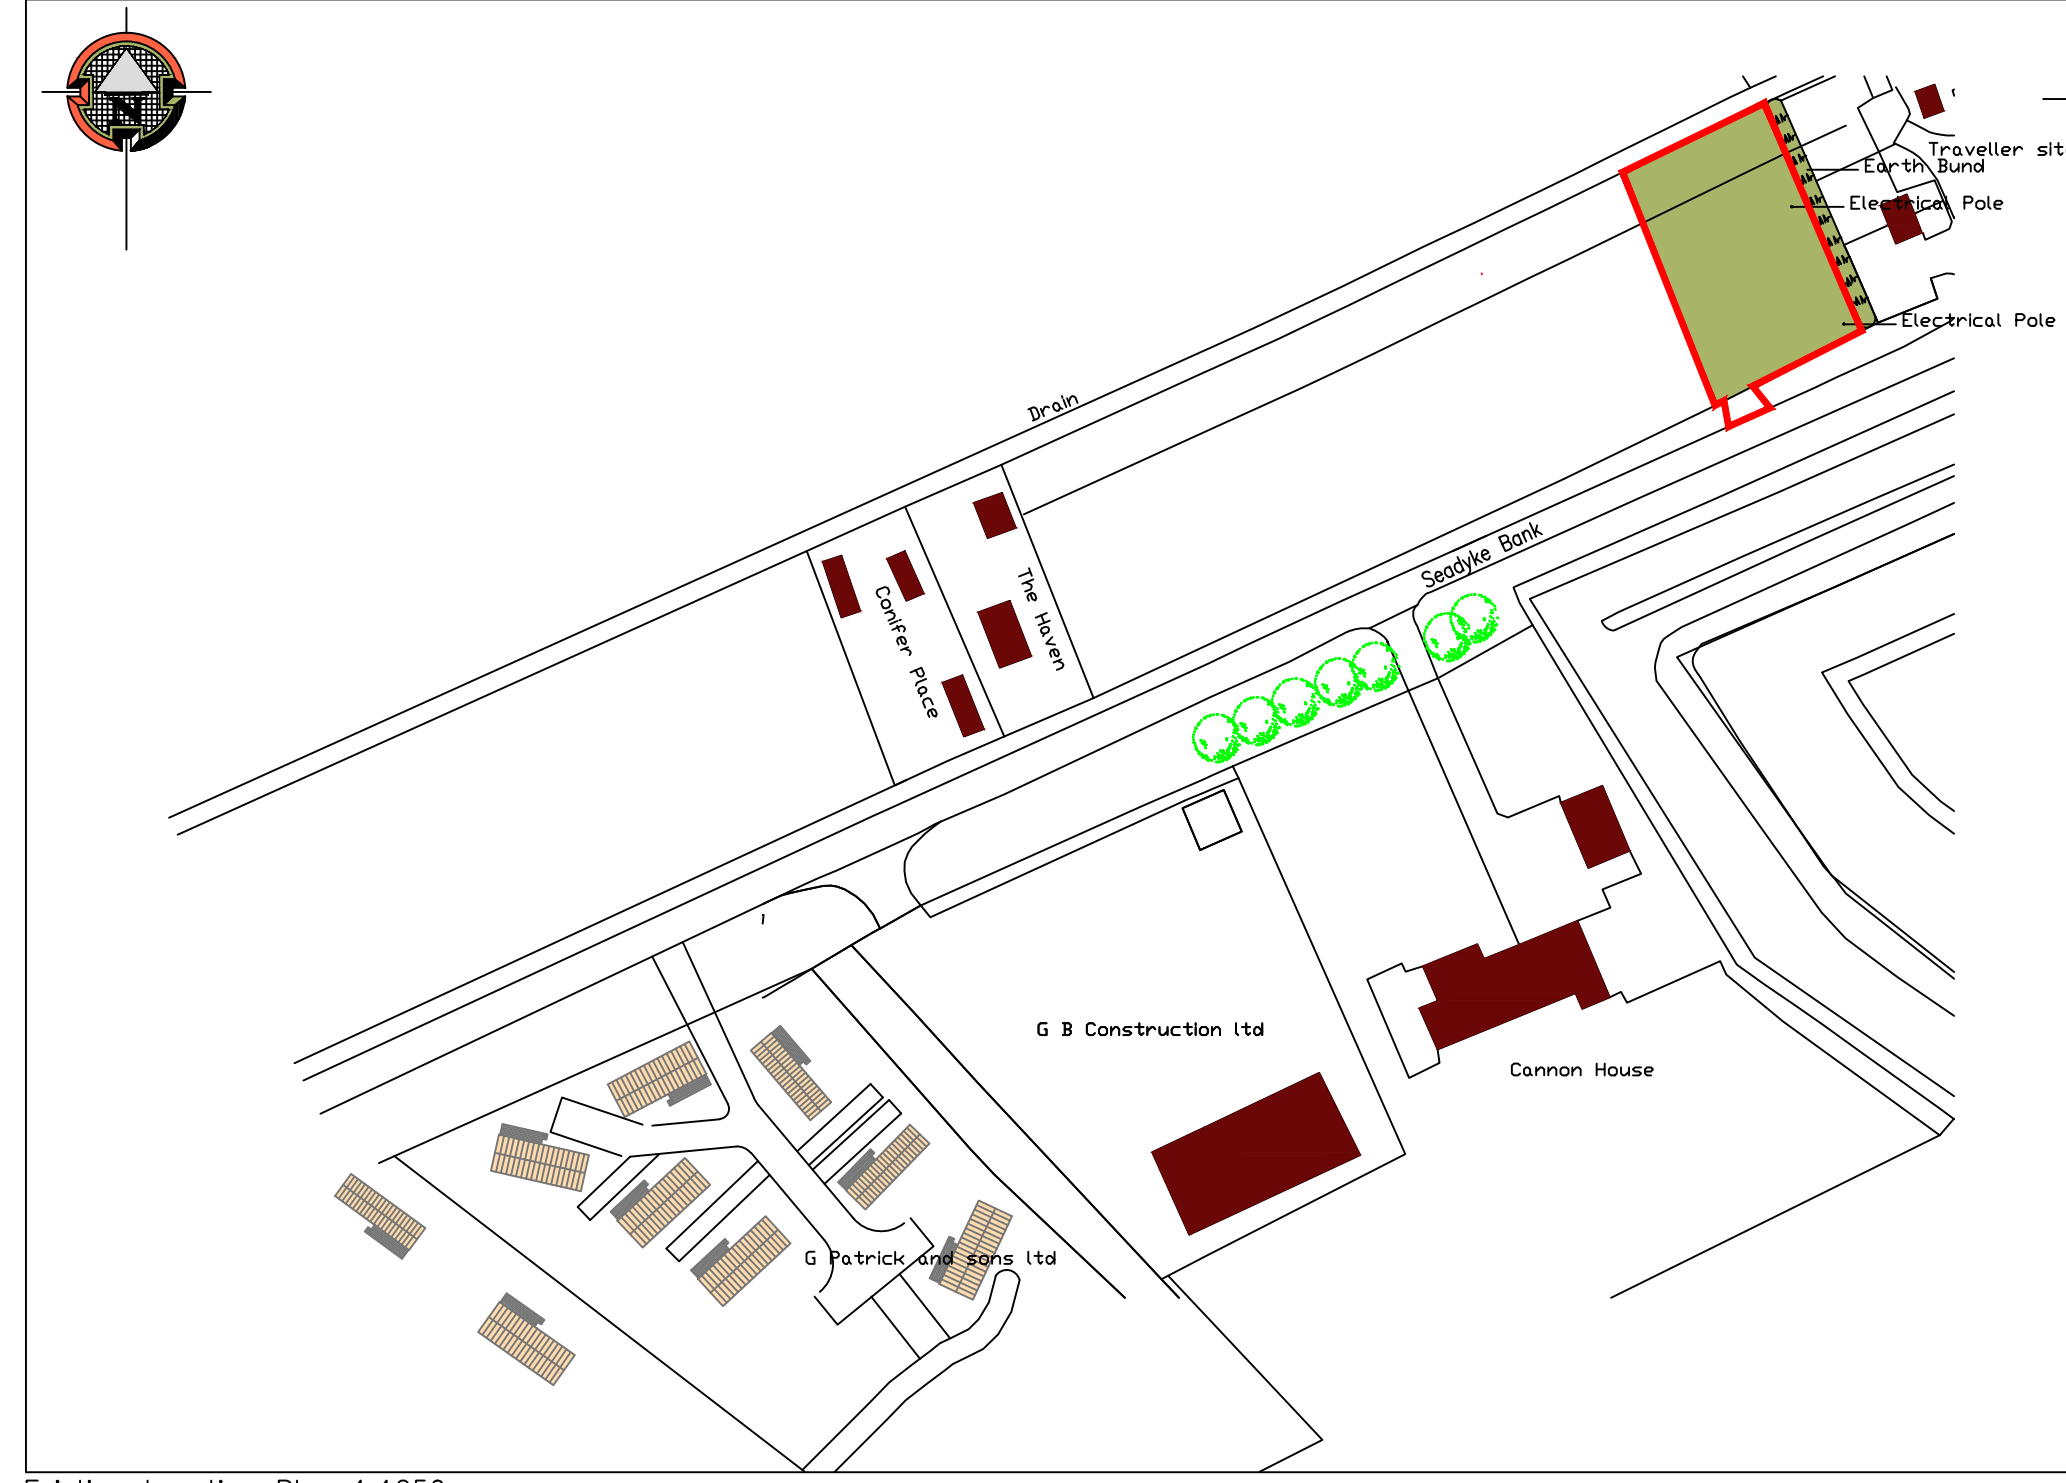 N
Traveller sit
Earth Bund
Electrical Pole
Electrical Pole
Drain
Seadyke Bank
The Haven
Conifer Place
G B Construction ltd
Cannon House
G Patrick and sons ltd